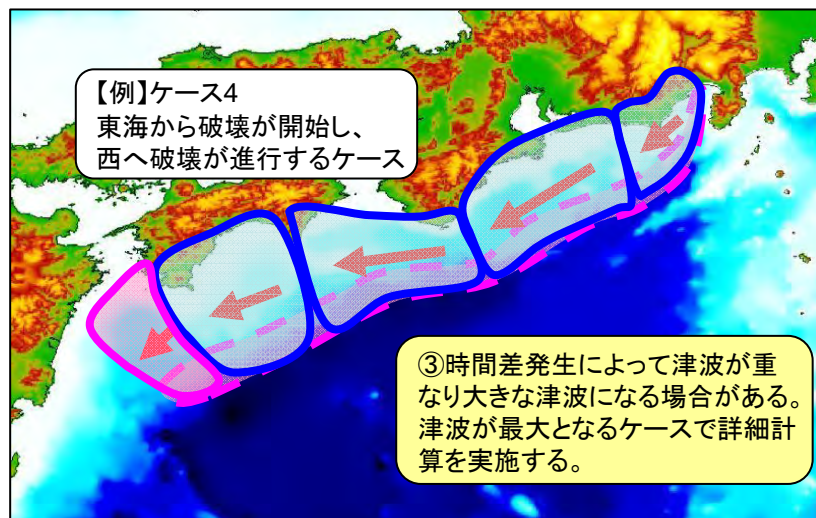 【例】ケース4
東海から破壊が開始し、
西へ破壊が進行するケース
③時間差発生によって津波が重
なり大きな津波になる場合がある。
津波が最大となるケースで詳細計
算を実施する。